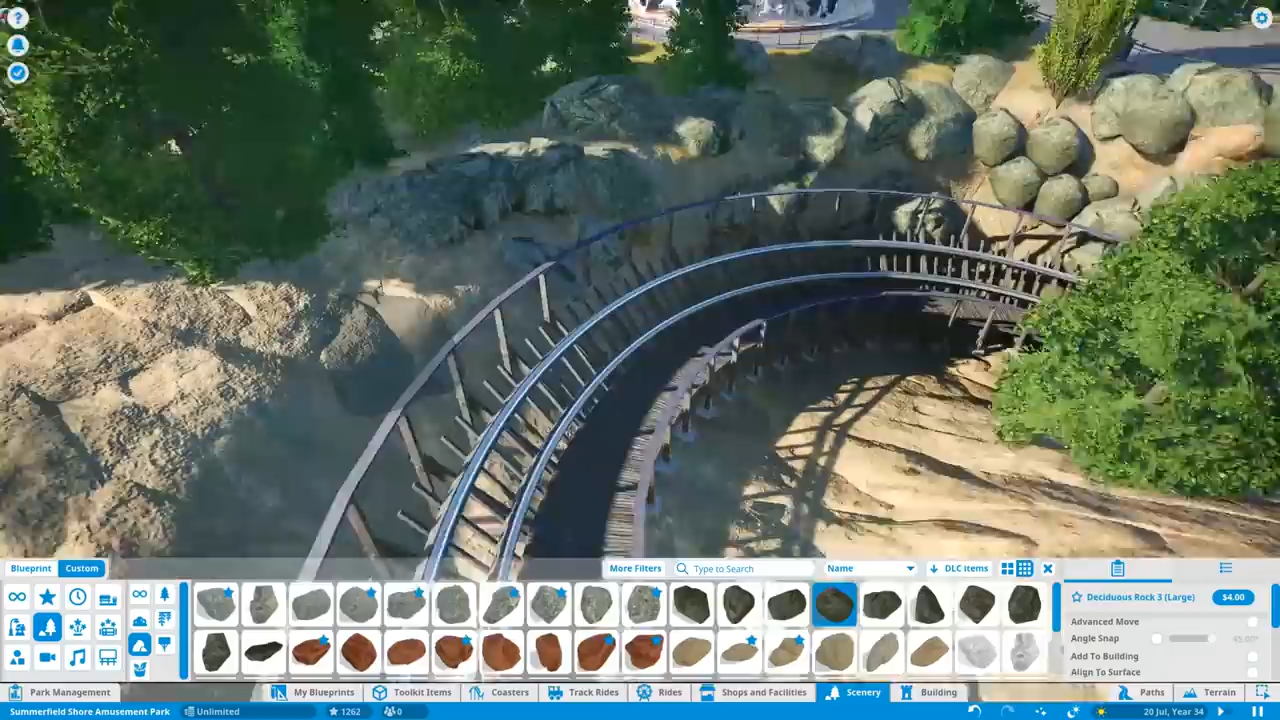 ?
Blueprint Custom More Filters Type to Search Name DLC Items
Deciduous Rock 3 (Large) $4.00
Advanced Move
Angle Snap 45.00°
Add To Building
Align To Surface
Park Management My Blueprints Toolkit Items Coasters Track Rides Rides Shops and Facilities Scenery Building Paths Terrain
Summerfield Shore Amusement Park Unlimited 1262 0 20 Jul, Year 34